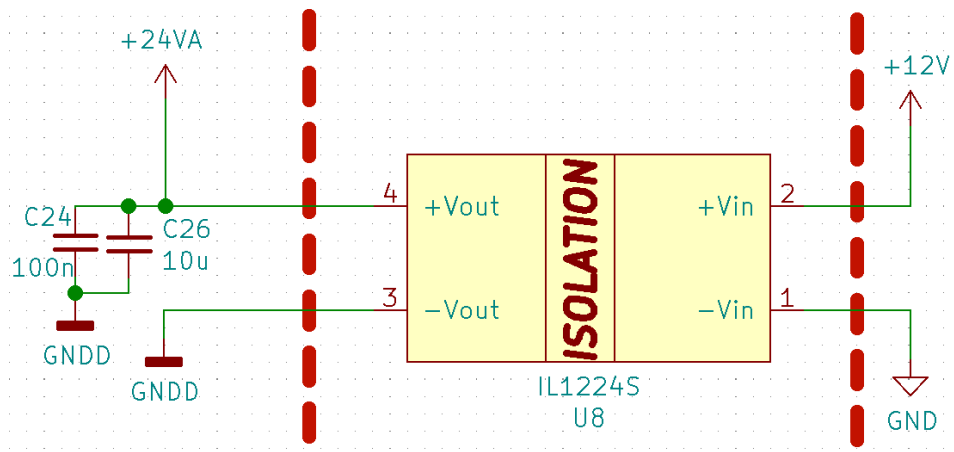 +24VA
+12V
4
+Vout
ISOLATION
+Vin
2
C24
C26
100n
10u
3
-Vout
-Vin
1
GNDD
GNDD
IL1224S
U8
GND